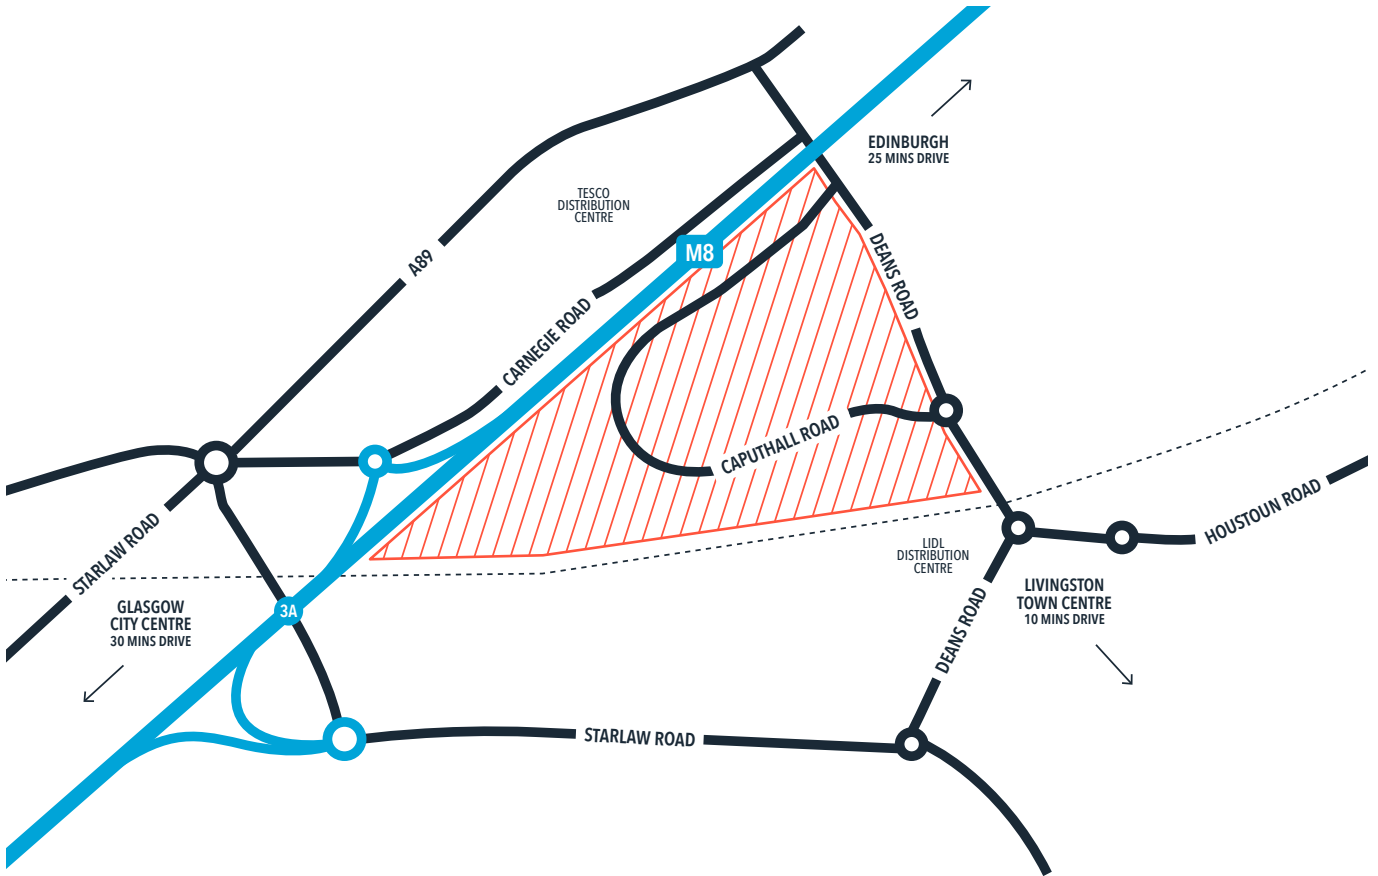 EDINBURGH
25 MINS DRIVE
TESCO
DISTRIBUTION
CENTRE
A89
M8
DEANS ROAD
CARNEGIE ROAD
CAPUTHALL ROAD
STARLAW ROAD
HOUSTOUN ROAD
LIDL
DISTRIBUTION
CENTRE
GLASGOW
CITY CENTRE
30 MINS DRIVE
3A
LIVINGSTON
TOWN CENTRE
10 MINS DRIVE
DEANS ROAD
STARLAW ROAD